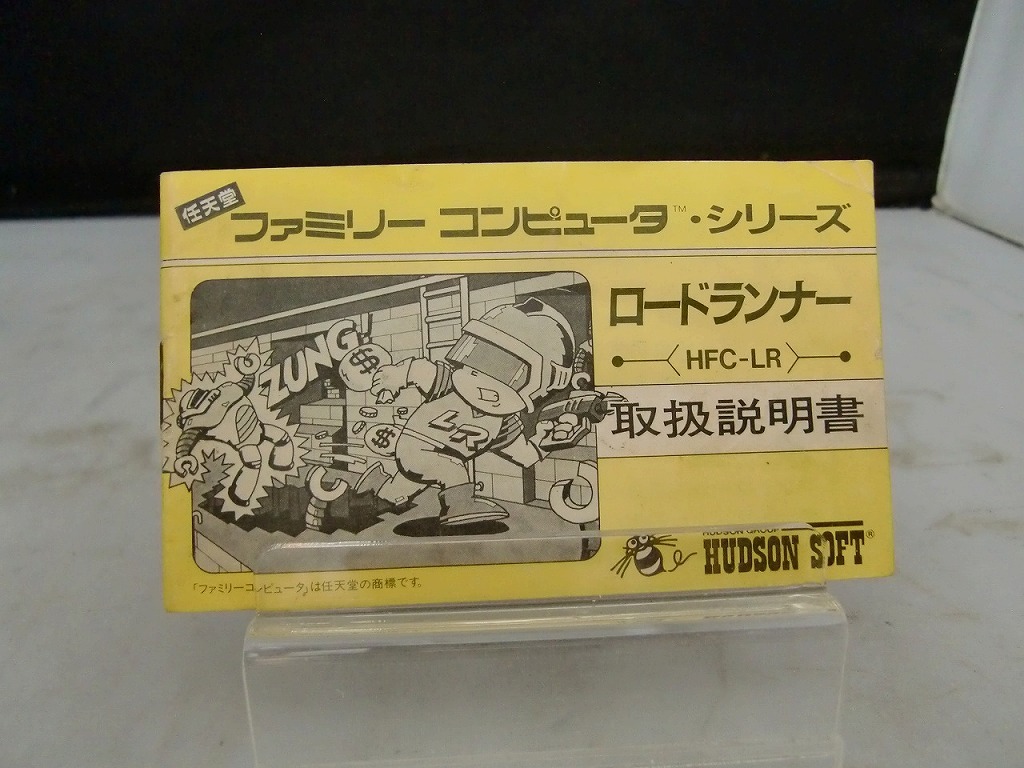 任天堂
ファミリー コンピュータ™・シリーズ
ロードランナー
HFC-LR
取扱説明書
ZUNG!
$
$
LR
HUDSON GROUP
HUDSON SOFT®
「ファミリーコンピュータ」は任天堂の商標です。